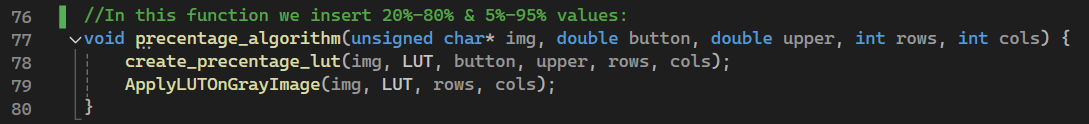 76 //In this function we insert 20%-80% & 5%-95% values:
77 void precentage_algorithm(unsigned char* img, double button, double upper, int rows, int cols) {
78 create_precentage_lut(img, LUT, button, upper, rows, cols);
79 ApplyLUTOnGrayImage(img, LUT, rows, cols);
80 }